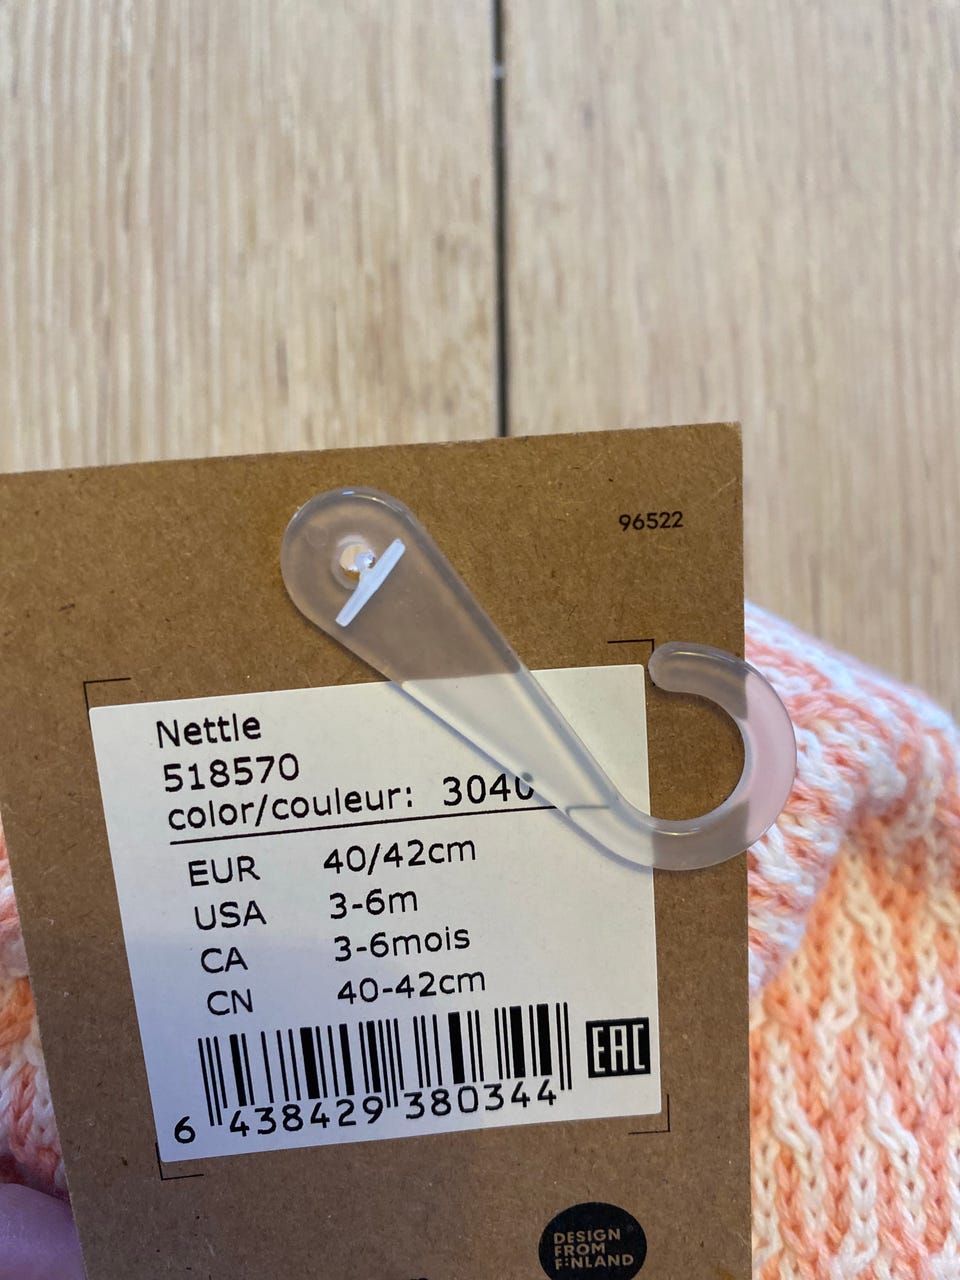 96522
Nettle
518570
color/couleur: 3040
EUR 40/42cm
USA 3-6m
CA 3-6mois
CN 40-42cm
EAC
6 438429 380344
DESIGN
FROM
FINLAND